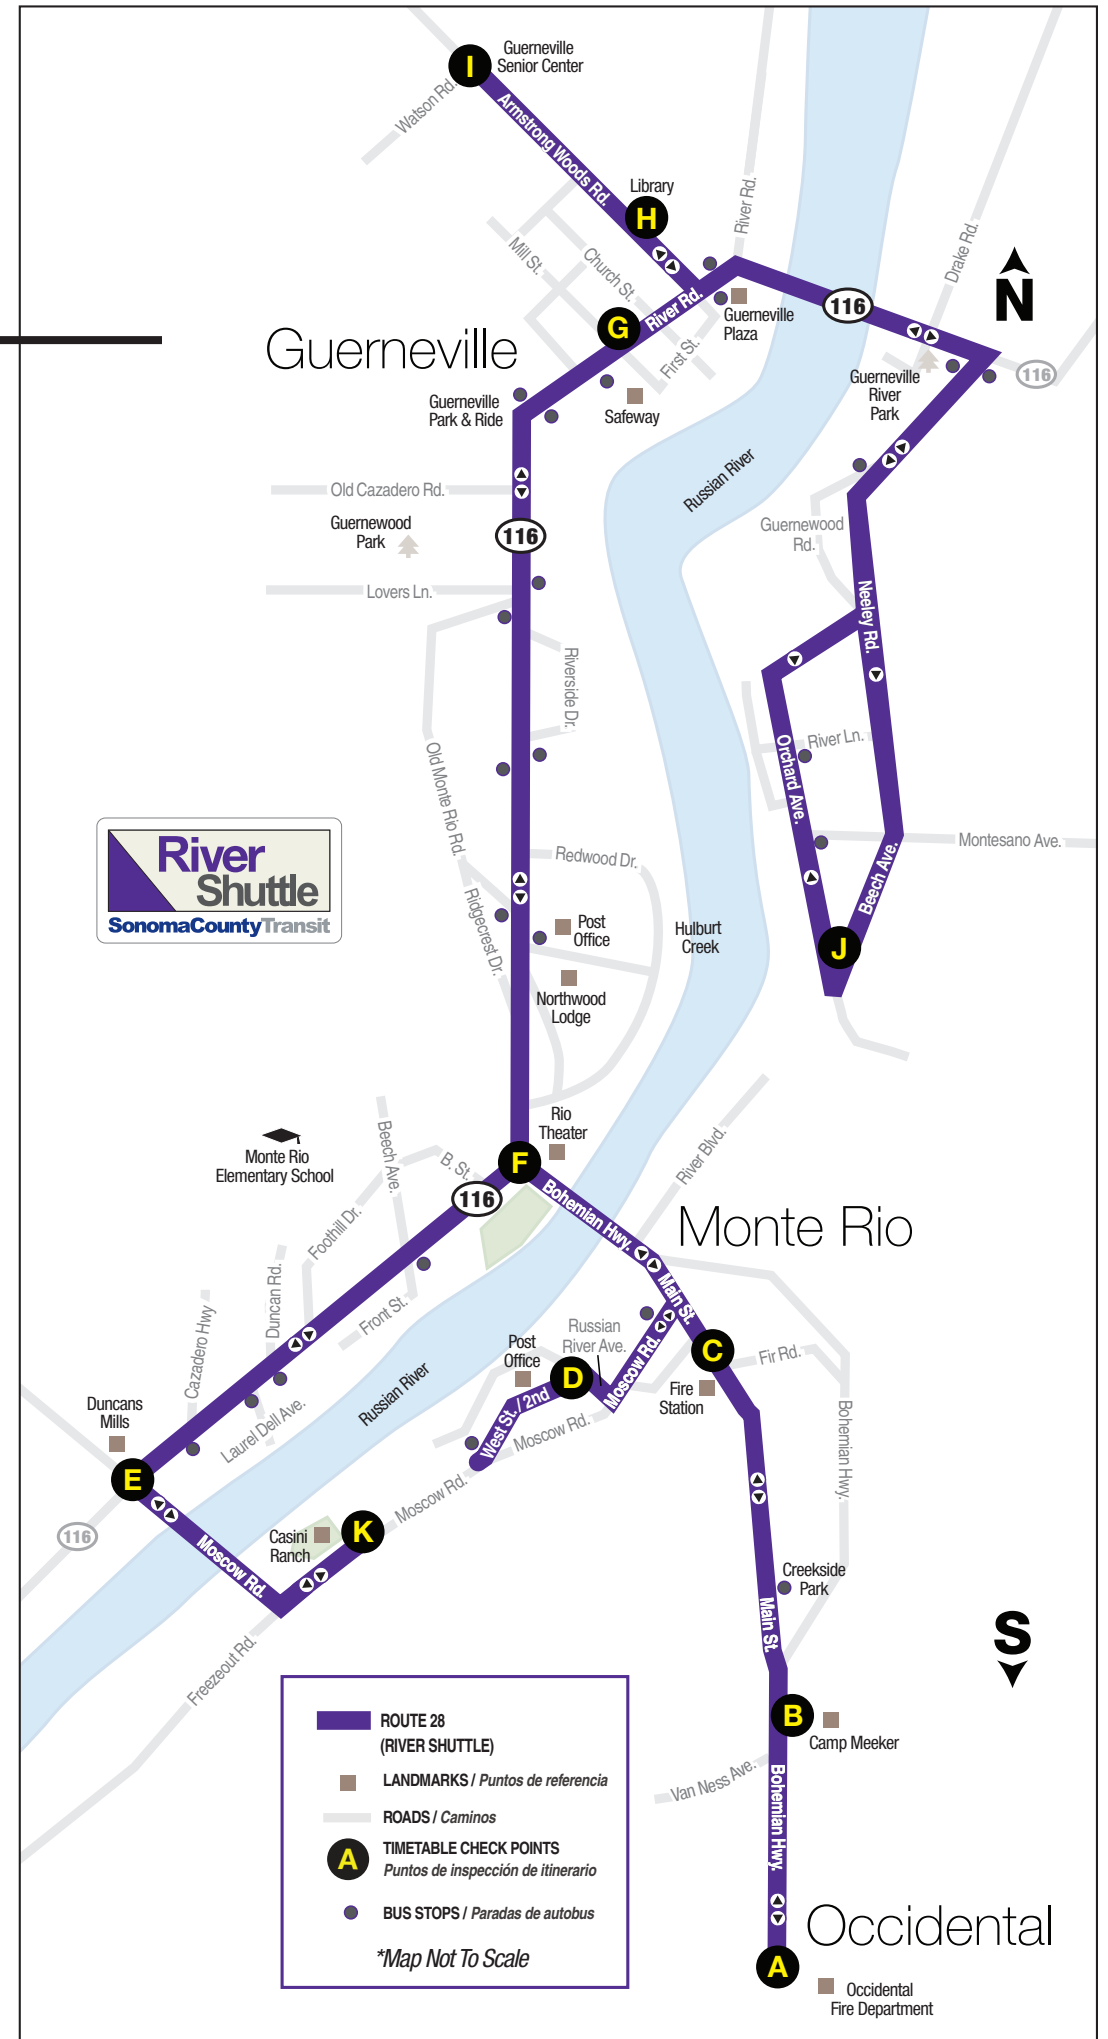 I
Guerneville
Senior Center
Watson Rd.
Armstrong Woods Rd.
Library
H
River Rd.
Mill St.
Church St.
Drake Rd.
N
116
River Rd.
G
Guerneville
Plaza
First St.
Guerneville
116
Guerneville
River
Park
Guerneville
Park & Ride
Safeway
Russian River
Old Cazadero Rd.
Guernewood
Park
116
Guernewood
Rd.
Lovers Ln.
Neeley Rd.
Riverside Dr.
River Ln.
Orchard Ave.
Old Monte Rio Rd.
Montesano Ave.
River
Shuttle
SonomaCountyTransit
Redwood Dr.
Beech Ave.
Ridgecrest Dr.
Post
Office
Hulburt
Creek
J
Northwood
Lodge
Rio
Theater
Monte Rio
Elementary School
Beech Ave.
B. St.
F
River Blvd.
116
Bohemian Hwy.
Monte Rio
Foothill Dr.
Duncan Rd.
Cazadero Hwy
Front St.
Main St.
Russian
River Ave.
Post
Office
D
Moscow Rd.
C
Fir Rd.
Fire
Station
Russian River
Duncans
Mills
Laurel Dell Ave.
West St. / 2nd
Moscow Rd.
Bohemian Hwy.
E
Moscow Rd.
116
Casini
Ranch
K
Moscow Rd.
Creekside
Park
Main St.
Freezeout Rd.
S
B
Camp Meeker
Van Ness Ave.
Bohemian Hwy.
ROUTE 28
(RIVER SHUTTLE)
LANDMARKS / Puntos de referencia
ROADS / Caminos
A
TIMETABLE CHECK POINTS
Puntos de inspección de itinerario
BUS STOPS / Paradas de autobus
*Map Not To Scale
Occidental
A
Occidental
Fire Department